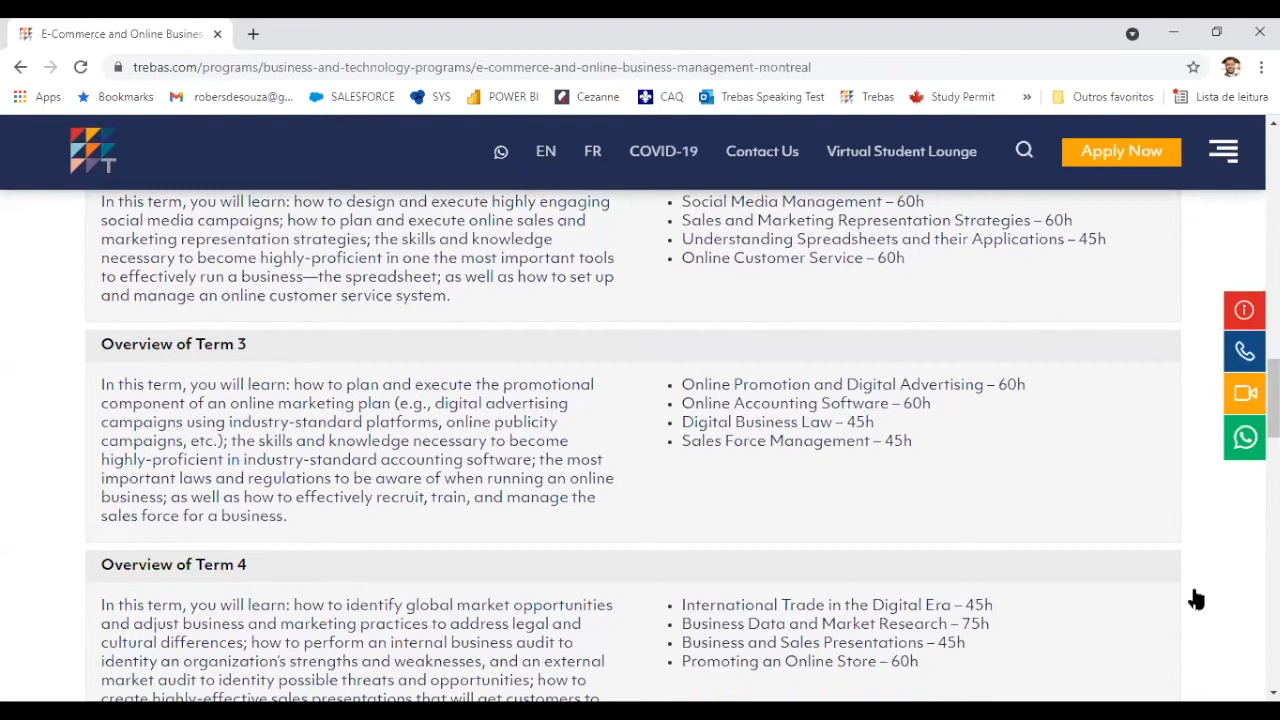 E-Commerce and Online Busines
trebas.com/programs/business-and-technology-programs/e-commerce-and-online-business-management-montreal
Apps
Bookmarks
robersdesouza@g...
SALESFORCE
SYS
POWER BI
Cezanne
CAQ
Trebas Speaking Test
Trebas
Study Permit
»
Outros favoritos
Lista de leitura
T
EN
FR
COVID-19
Contact Us
Virtual Student Lounge
Apply Now
In this term, you will learn: how to design and execute highly engaging
social media campaigns; how to plan and execute online sales and
marketing representation strategies; the skills and knowledge
necessary to become highly-proficient in one the most important tools
to effectively run a business—the spreadsheet; as well as how to set up
and manage an online customer service system.
• Social Media Management – 60h
• Sales and Marketing Representation Strategies – 60h
• Understanding Spreadsheets and their Applications – 45h
• Online Customer Service – 60h
Overview of Term 3
In this term, you will learn: how to plan and execute the promotional
component of an online marketing plan (e.g., digital advertising
campaigns using industry-standard platforms, online publicity
campaigns, etc.); the skills and knowledge necessary to become
highly-proficient in industry-standard accounting software; the most
important laws and regulations to be aware of when running an online
business; as well as how to effectively recruit, train, and manage the
sales force for a business.
• Online Promotion and Digital Advertising – 60h
• Online Accounting Software – 60h
• Digital Business Law – 45h
• Sales Force Management – 45h
Overview of Term 4
In this term, you will learn: how to identify global market opportunities
and adjust business and marketing practices to address legal and
cultural differences; how to perform an internal business audit to
identity an organization's strengths and weaknesses, and an external
market audit to identify possible threats and opportunities; how to
create highly-effective sales presentations that will get customers to
• International Trade in the Digital Era – 45h
• Business Data and Market Research – 75h
• Business and Sales Presentations – 45h
• Promoting an Online Store – 60h